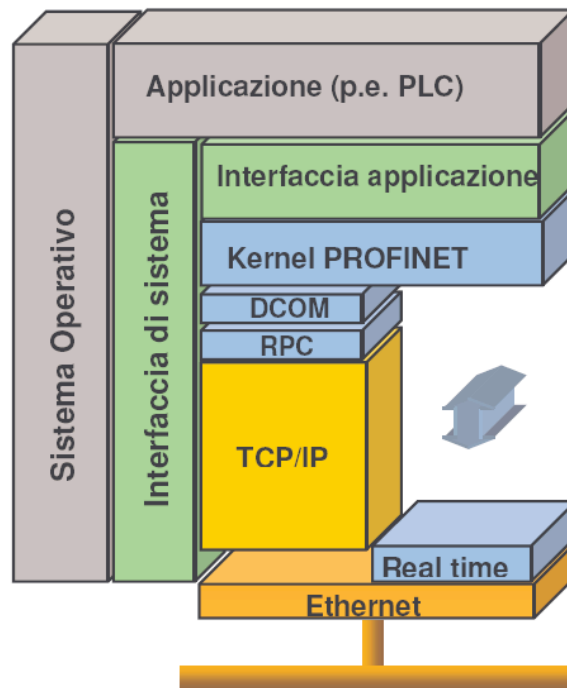 Applicazione (p.e. PLC)
Interfaccia applicazione
Kernel PROFINET
DCOM
RPC
TCP/IP
Real time
Ethernet
Sistema Operativo
Interfaccia di sistema